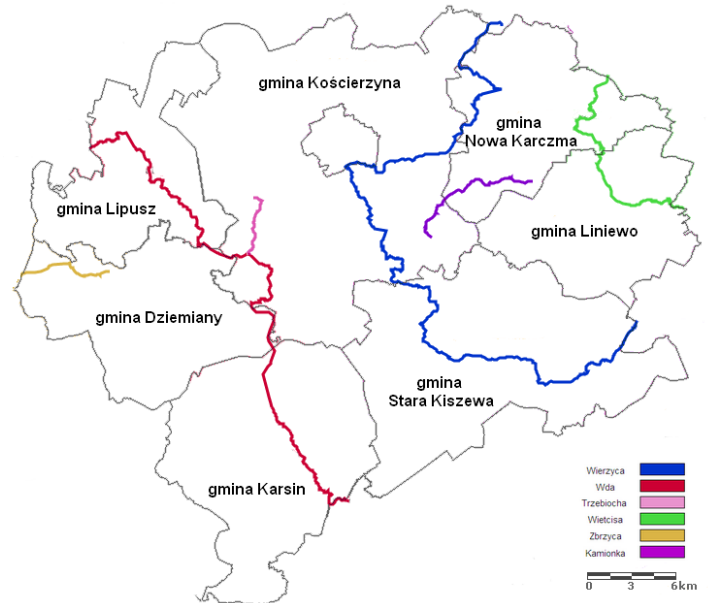 gmina Kościerzyna
gmina
Nowa Karczma
gmina Lipusz
gmina Liniewo
gmina Dziemiany
gmina
Stara Kiszewa
gmina Karsin
Wierzyca
Wda
Trzebiocha
Wietcisa
Zbrzyca
Kamionka
0 3 6km